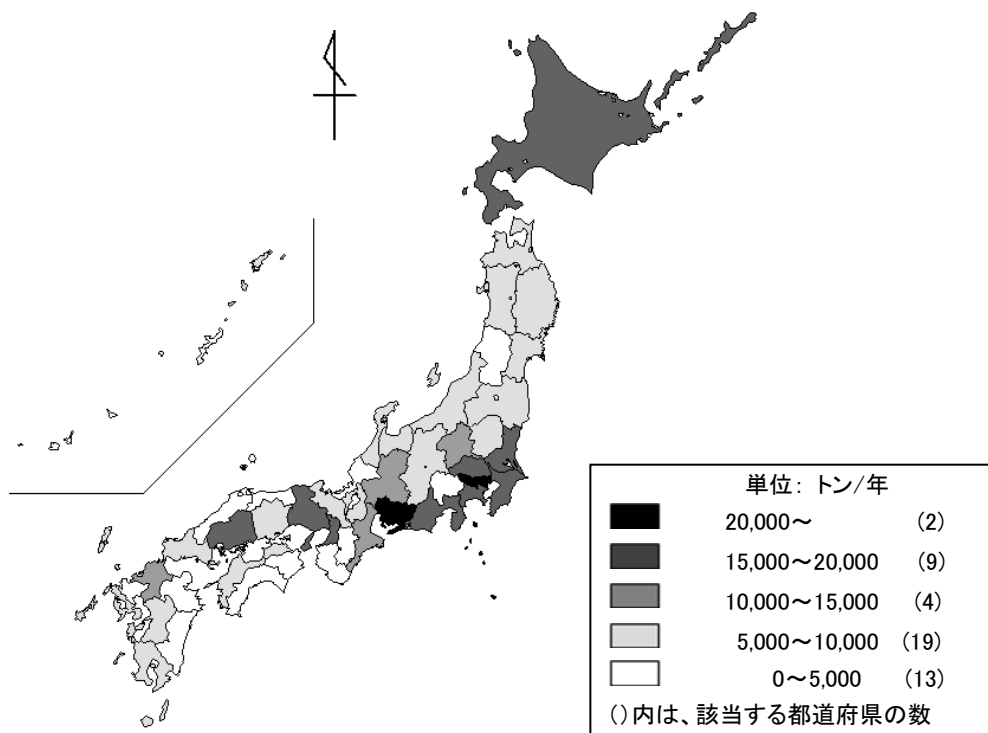 単位: トン/年
20,000～ (2)
15,000～20,000 (9)
10,000～15,000 (4)
5,000～10,000 (19)
0～5,000 (13)
()内は、該当する都道府県の数